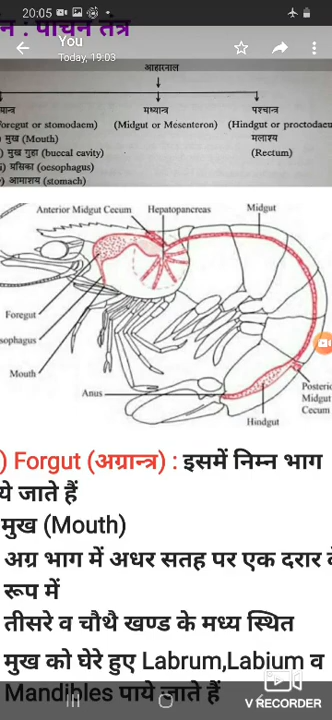 20:05
न : पाचन तंत्र
You
Today, 19:03
आहारनाल
मध्यान्त्र पश्चान्त्र
Foregut or stomodaem) (Midgut or Mesenteron) (Hindgut or proctodaeu
) मुख (Mouth) मलाशय
) मुख गुहा (buccal cavity) (Rectum)
i) ग्रसिका (oesophagus)
) आमाशय (stomach)
Anterior Midgut Cecum Hepatopancreas Midgut
Foregut
sophagus
Mouth
Anus
Posterio
Midgut
Cecum
Hindgut
) Forgut (अग्रान्त्र) : इसमें निम्न भाग
ये जाते हैं
मुख (Mouth)
अग्र भाग में अधर सतह पर एक दरार के
रूप में
तीसरे व चौथै खण्ड के मध्य स्थित
मुख को घेरे हुए Labrum,Labium व
Mandibles पाये जाते हैं
V RECORDER